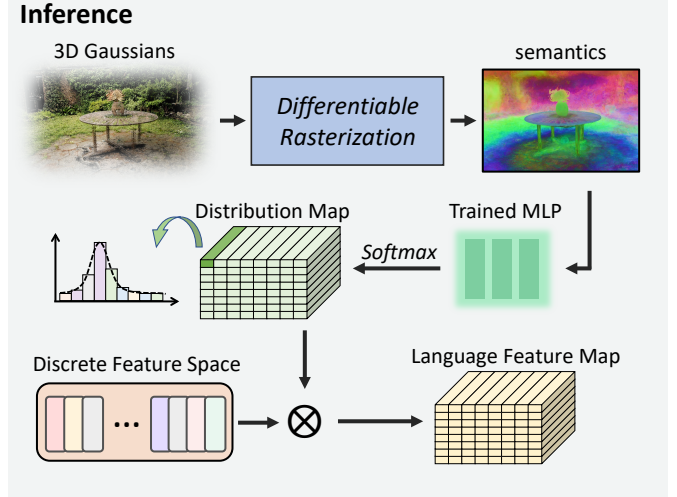 Inference
3D Gaussians
semantics
Differentiable
Rasterization
Distribution Map
Trained MLP
Softmax
Discrete Feature Space
Language Feature Map